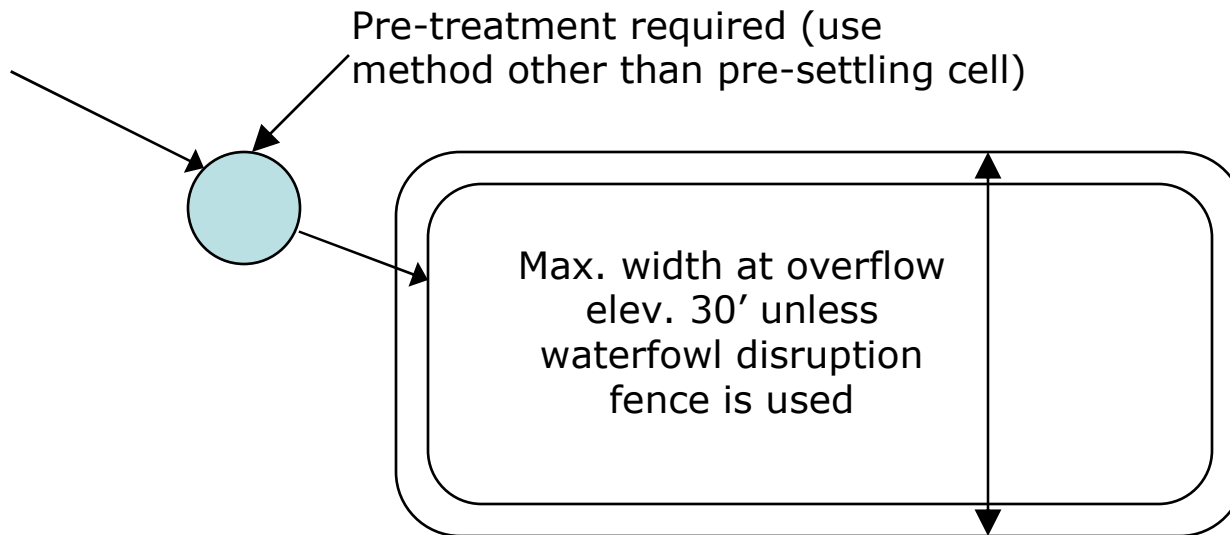 Pre-treatment required (use
method other than pre-settling cell)
Max. width at overflow
elev. 30’ unless
waterfowl disruption
fence is used